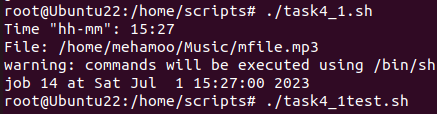 root@Ubuntu22:/home/scripts# ./task4_1.sh
Time "hh-mm": 15:27
File: /home/mehamoo/Music/mfile.mp3
warning: commands will be executed using /bin/sh
job 14 at Sat Jul  1 15:27:00 2023
root@Ubuntu22:/home/scripts# ./task4_1test.sh